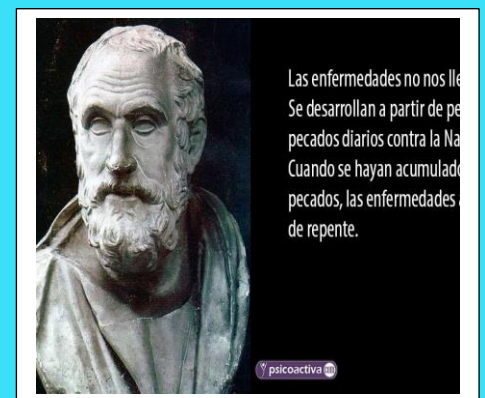 Las enfermedades no nos
Se desarrollan a partir de
pecados diarios contra la
Cuando se hayan
pecados, las enfermedades
de repente.
psicoactiva